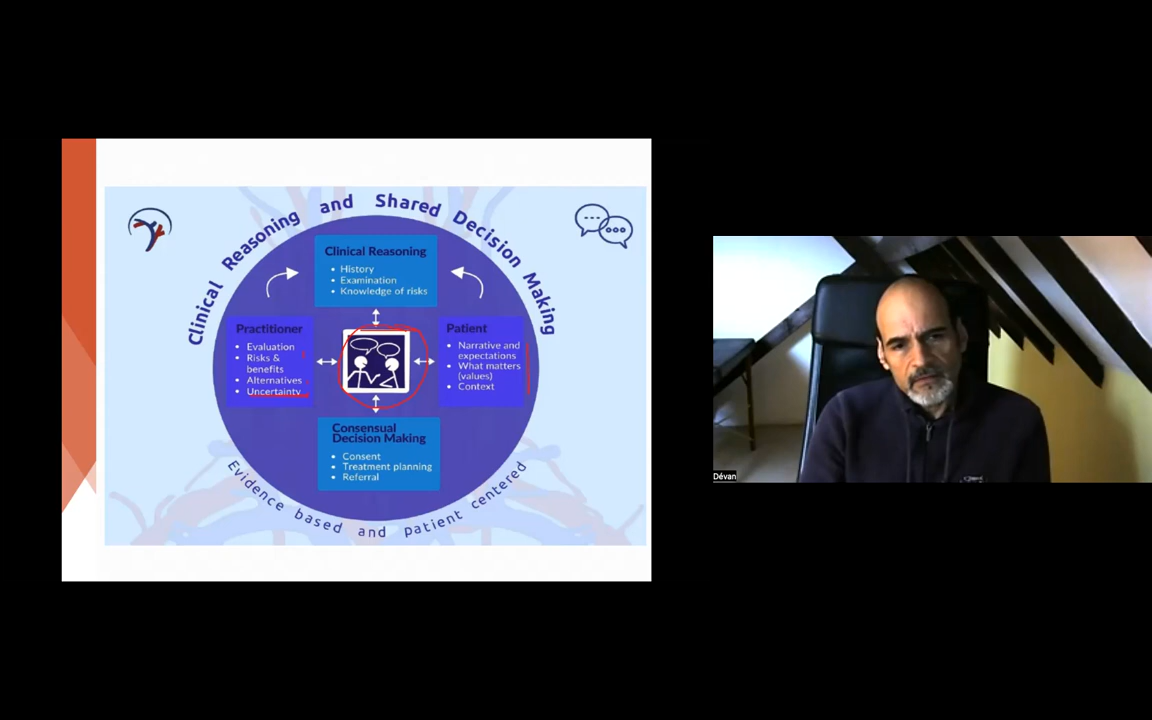 Clinical Reasoning and Shared Decision Making
Clinical Reasoning
• History
• Examination
• Knowledge of risks
Practitioner
• Evaluation
• Risks &
benefits
• Alternatives
• Uncertainty
Patient
• Narrative and
expectations
• What matters
(values)
• Context
Consensual
Decision Making
• Consent
• Treatment planning
• Referral
Evidence based and patient centered
Dévan